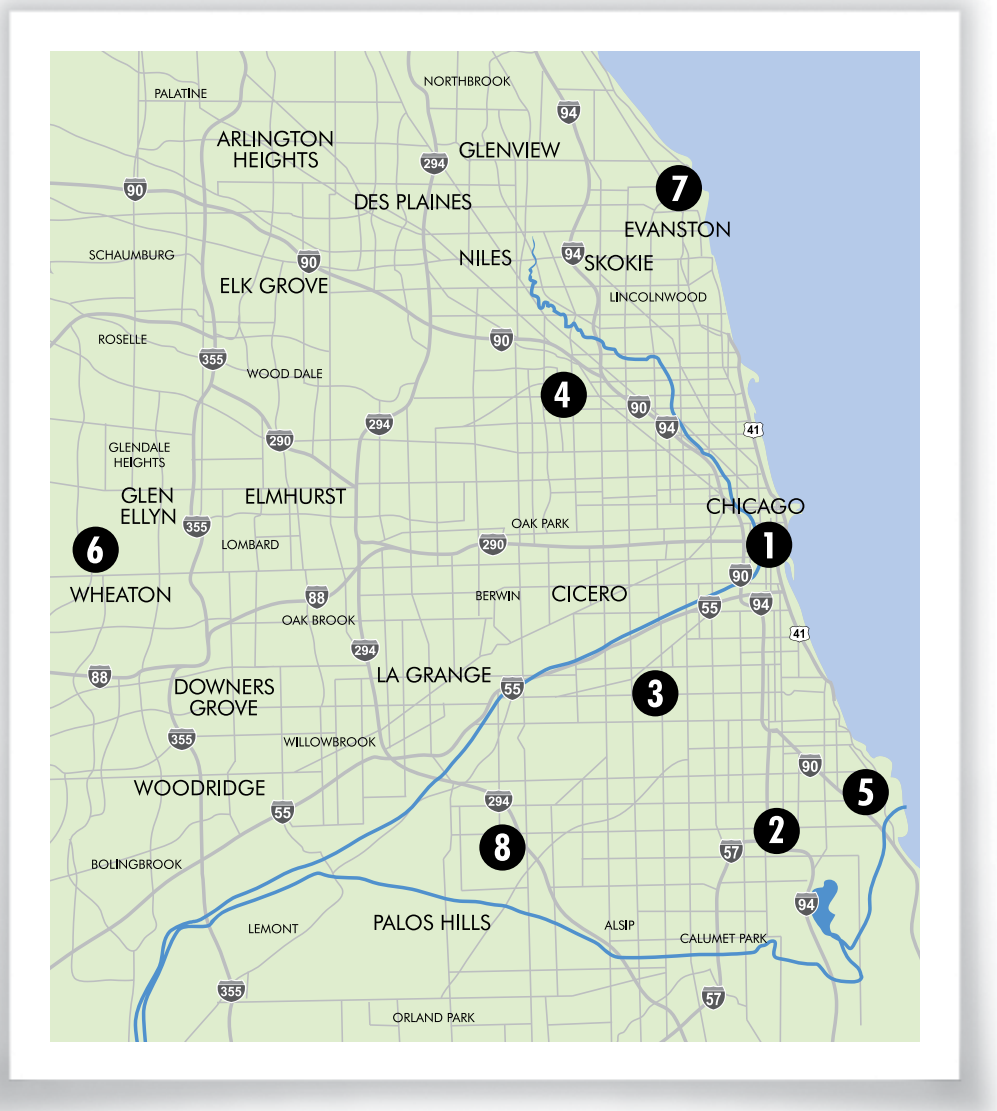 NORTHBROOK
PALATINE
94
ARLINGTON
HEIGHTS
GLENVIEW
294
90
7
DES PLAINES
EVANSTON
SCHAUMBURG
90
NILES
94
SKOKIE
ELK GROVE
LINCOLNWOOD
ROSELLE
90
355
WOOD DALE
4
90
294
94
41
290
GLENDALE
HEIGHTS
GLEN
ELLYN
ELMHURST
CHICAGO
355
OAK PARK
6
LOMBARD
290
1
WHEATON
88
BERWIN
CICERO
90
55
94
OAK BROOK
41
294
88
LA GRANGE
55
3
DOWNERS
GROVE
355
WILLOWBROOK
90
WOODRIDGE
5
55
294
2
8
57
BOLINGBROOK
94
LEMONT
PALOS HILLS
ALSIP
CALUMET PARK
355
57
ORLAND PARK